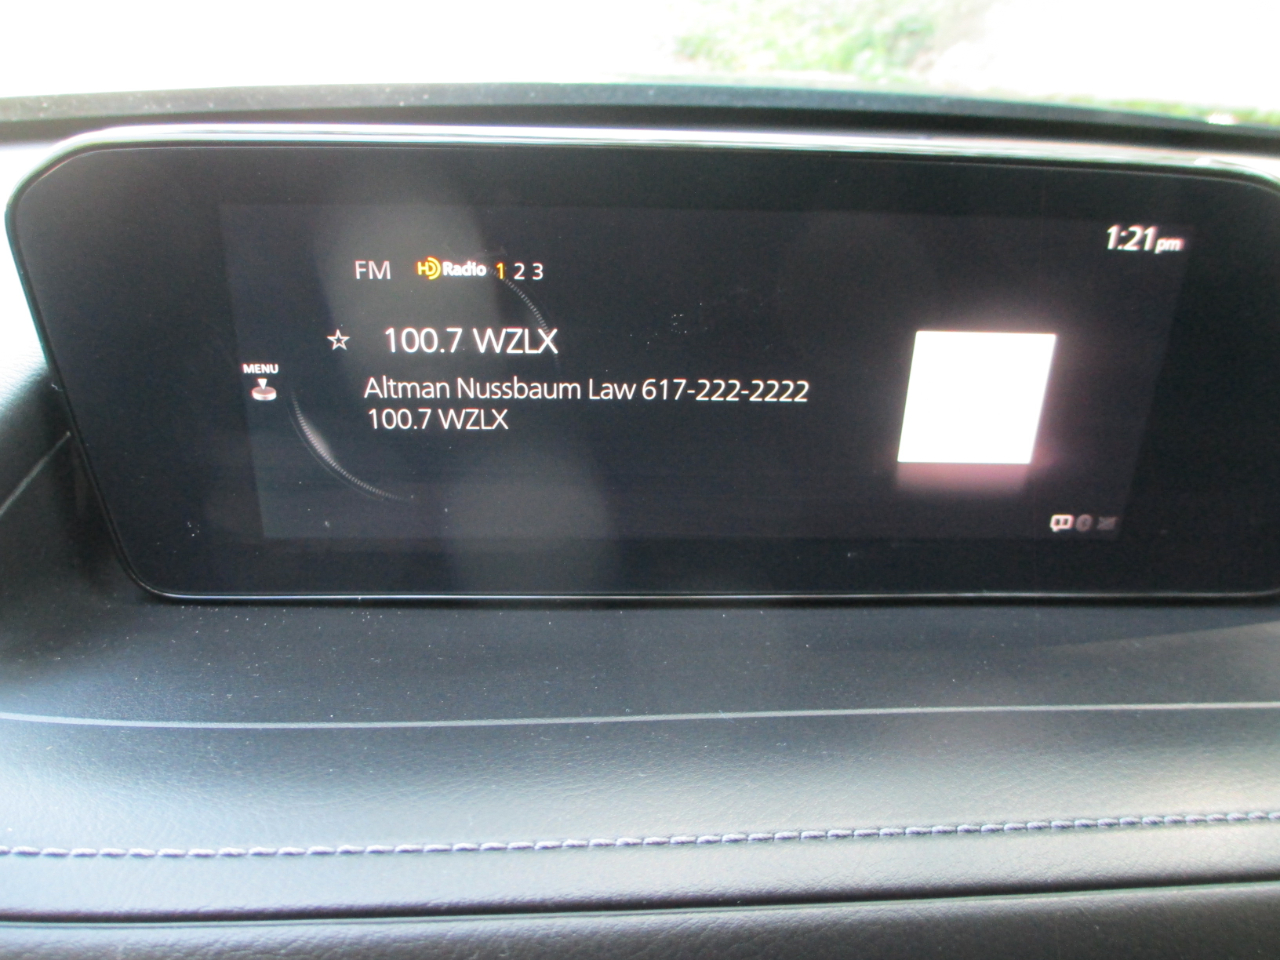 1:21pm
FM HD Radio 1 2 3
100.7 WZLX
MENU
Altman Nussbaum Law 617-222-2222
100.7 WZLX